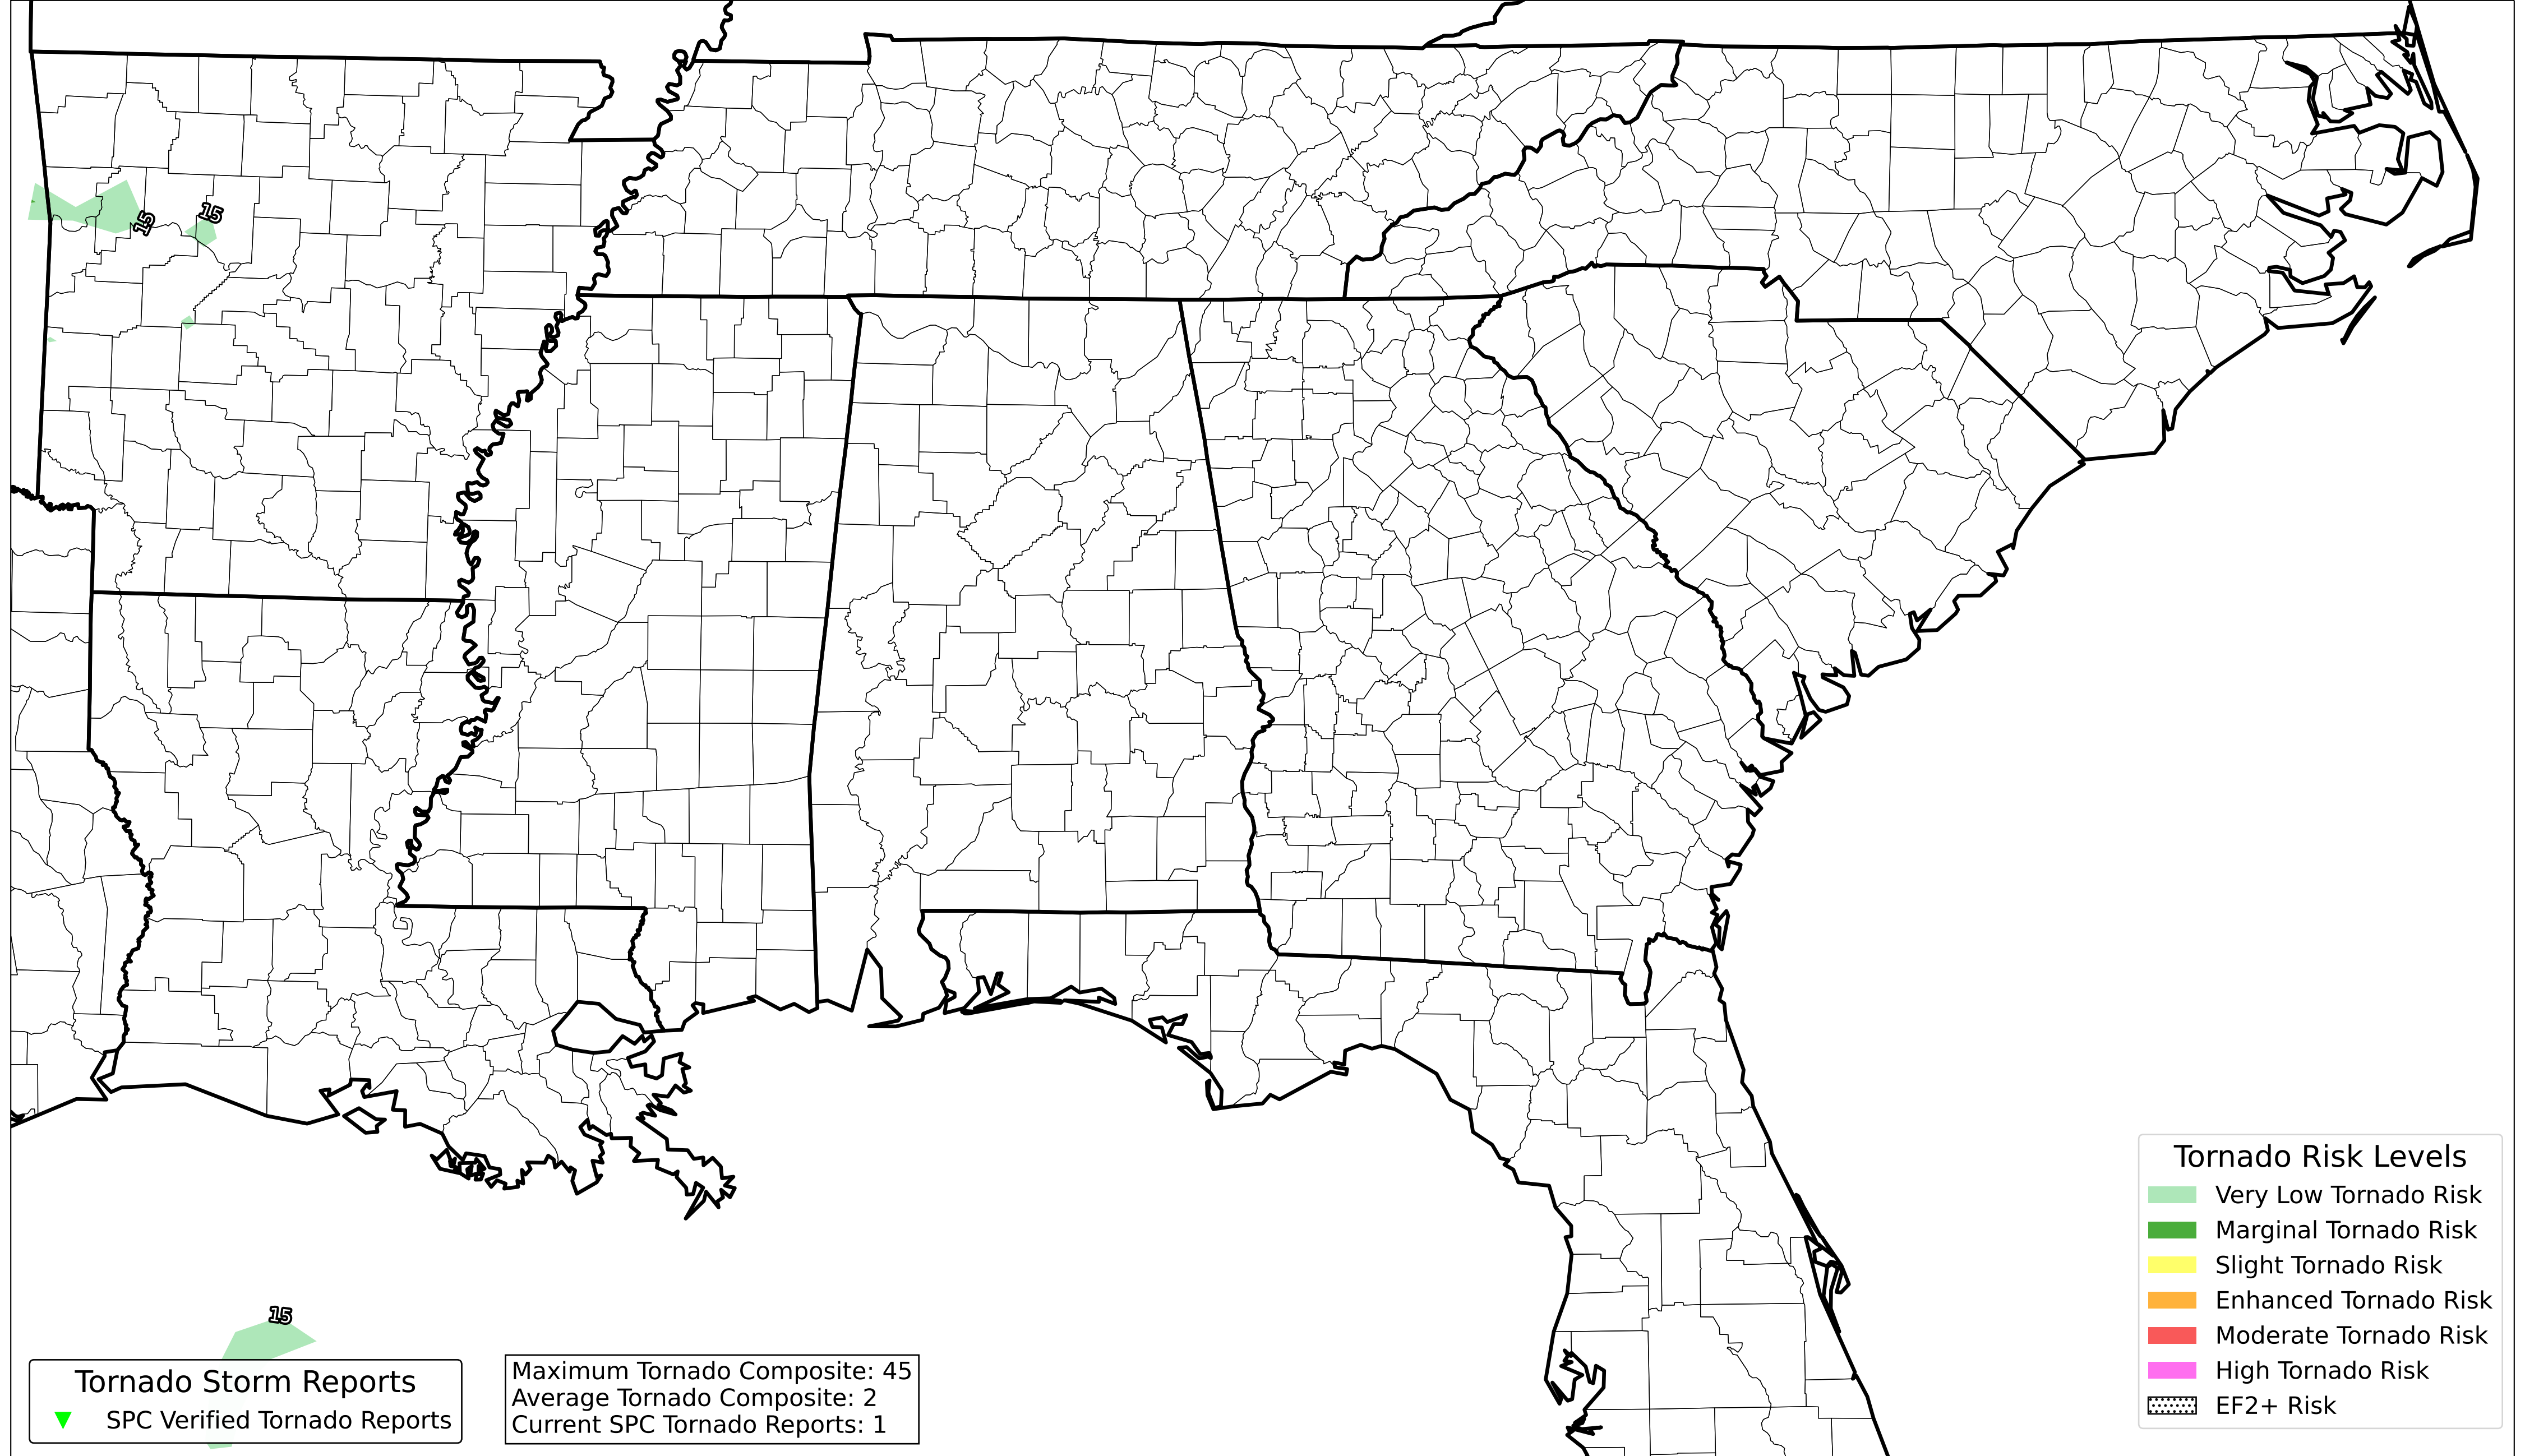 15
15
15
Tornado Storm Reports
SPC Verified Tornado Reports
Maximum Tornado Composite: 45
Average Tornado Composite: 2
Current SPC Tornado Reports: 1
Tornado Risk Levels
Very Low Tornado Risk
Marginal Tornado Risk
Slight Tornado Risk
Enhanced Tornado Risk
Moderate Tornado Risk
High Tornado Risk
EF2+ Risk